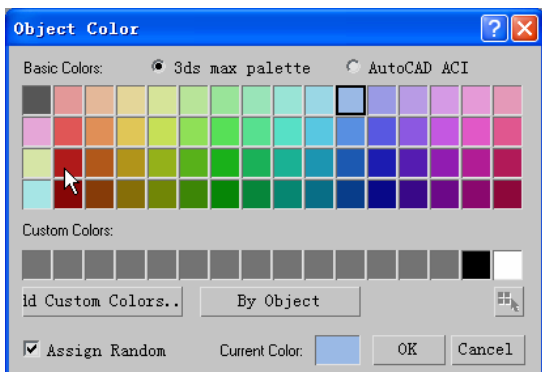 Object Color
Basic Colors: 3ds max palette AutoCAD ACI
Custom Colors:
dd Custom Colors.. By Object
Assign Random Current Color: OK Cancel